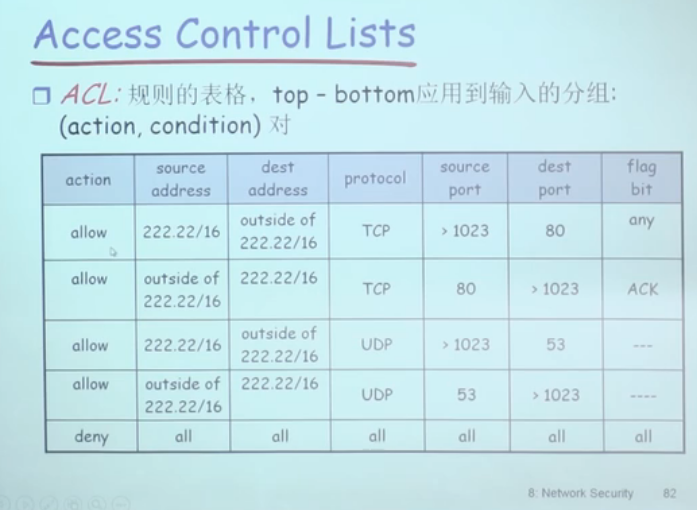 Access Control Lists
ACL: 规则的表格，top – bottom应用到输入的分组:
(action, condition) 对
action source address dest address protocol source port dest port flag bit
allow 222.22/16 outside of 222.22/16 TCP > 1023 80 any
allow outside of 222.22/16 222.22/16 TCP 80 > 1023 ACK
allow 222.22/16 outside of 222.22/16 UDP > 1023 53 ---
allow outside of 222.22/16 222.22/16 UDP 53 > 1023 ----
deny all all all all all all
8: Network Security 82